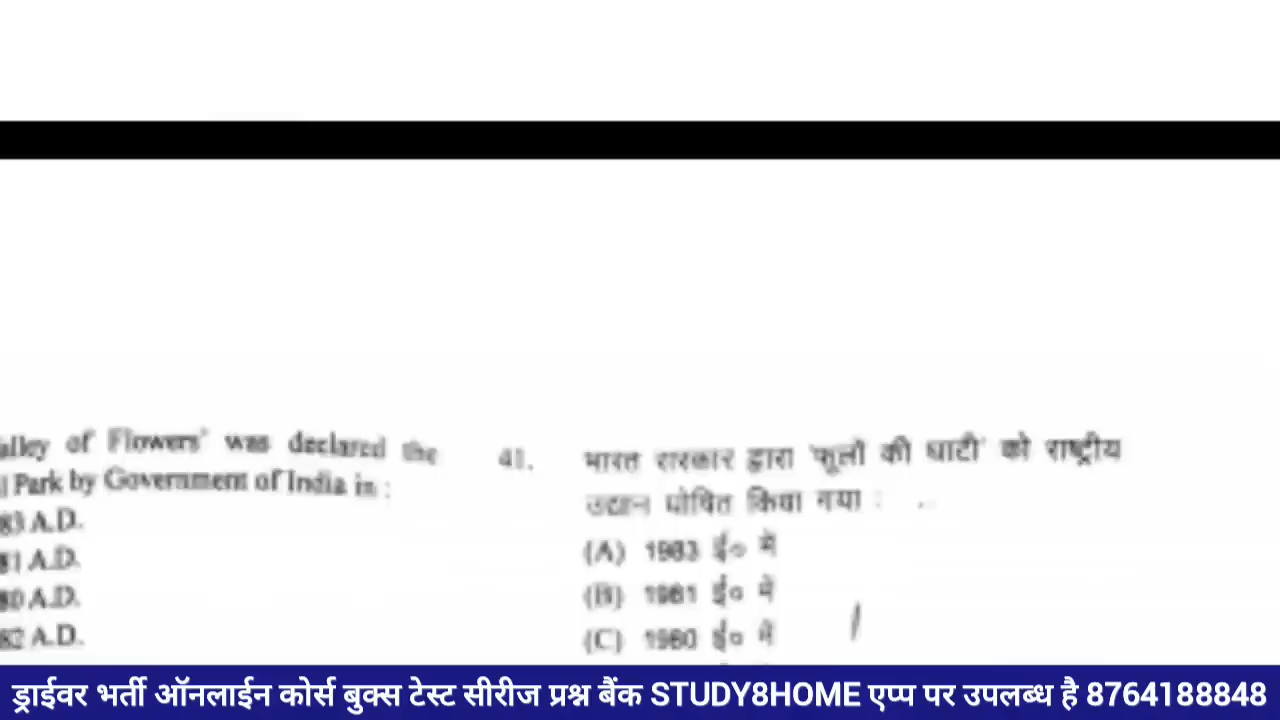 alley of Flowers' was declared the
l Park by Government of India in :
83 A.D.
81 A.D.
80 A.D.
82 A.D.
41. भारत सरकार द्वारा 'फूलों की घाटी' को राष्ट्रीय
उद्यान घोषित किया गया :
(A) 1983 ई० में
(B) 1981 ई० में
(C) 1980 ई० में
ड्राईवर भर्ती ऑनलाईन कोर्स बुक्स टेस्ट सीरीज प्रश्न बैंक STUDY8HOME एप्प पर उपलब्ध है 8764188848